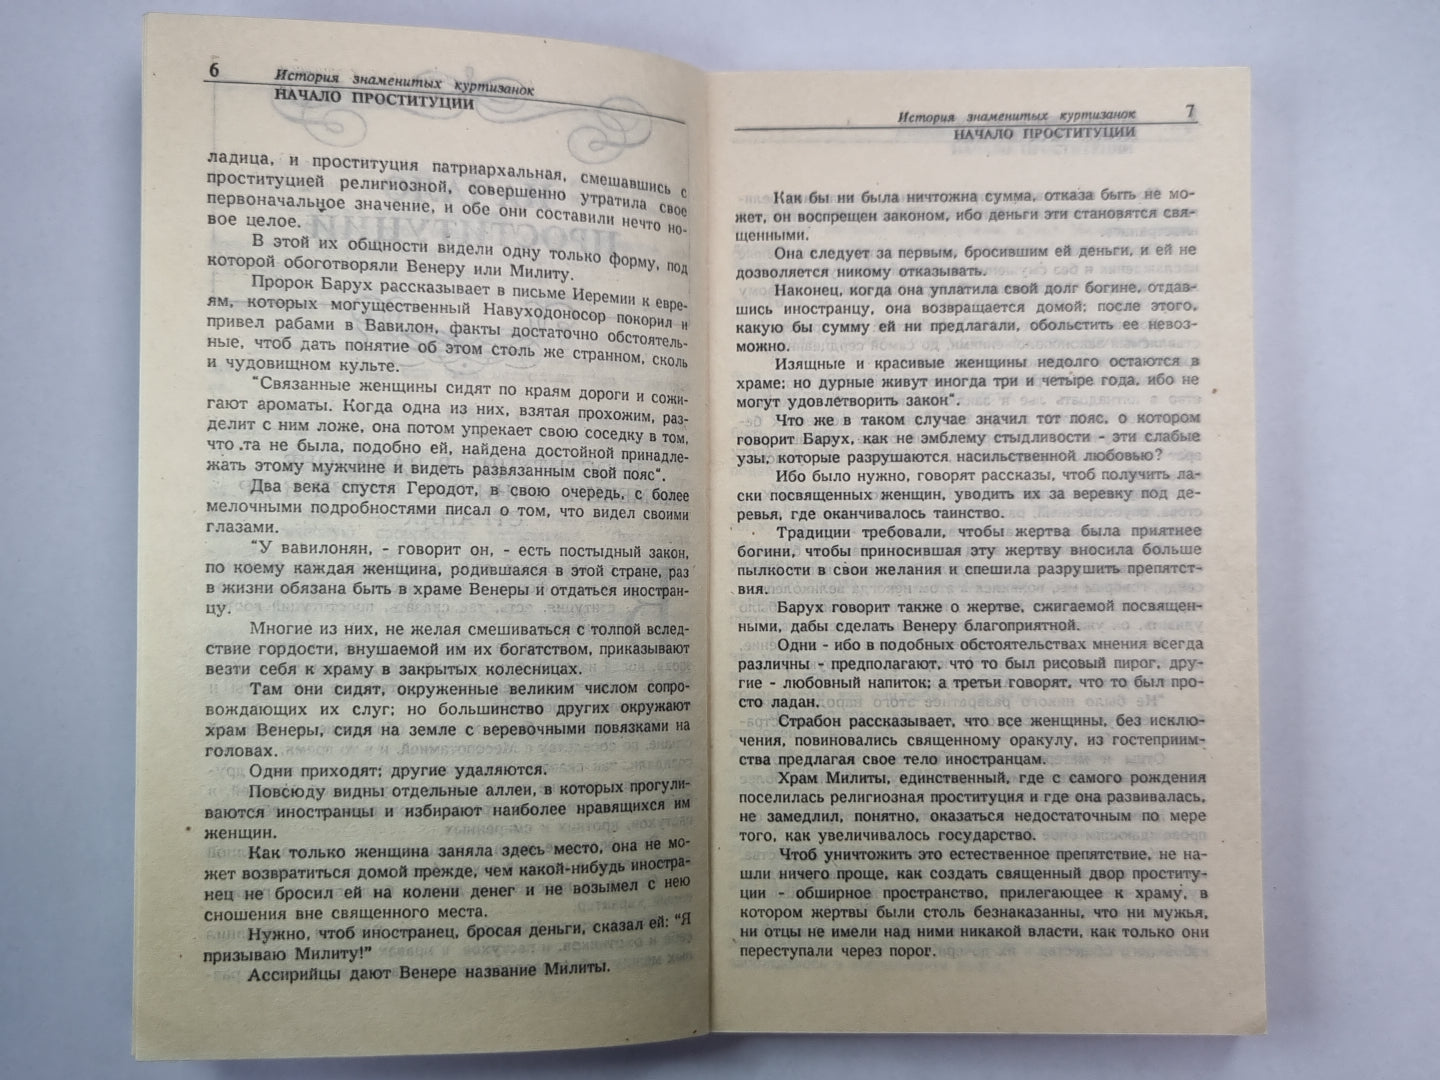 6
История знаменитых куртизанок
НАЧАЛО ПРОСТИТУЦИИ
ладица, и проституция патриархальная, смешавшись с
проституцией религиозной, совершенно утратила свое
первоначальное значение, и обе они составили нечто но-
вое целое.
В этой их общности видели одну только форму, под
которой обоготворяли Венеру или Милиту.
Пророк Барух рассказывает в письме Иеремии к евре-
ям, которых могущественный Навуходоносор покорил и
привел рабами в Вавилон, факты достаточно обстоятель-
ные, чтоб дать понятие об этом столь же странном, сколь
и чудовищном культе.
"Связанные женщины сидят по краям дороги и сожи-
гают ароматы. Когда одна из них, взятая прохожим, раз-
делит с ним ложе, она потом упрекает свою соседку в том,
что та не была, подобно ей, найдена достойной принадле-
жать этому мужчине и видеть развязанным свой пояс".
Два века спустя Геродот, в свою очередь, с более
мелочными подробностями писал о том, что видел своими
глазами.
"У вавилонян, - говорит он, - есть постыдный закон,
по коему каждая женщина, родившаяся в этой стране, раз
в жизни обязана быть в храме Венеры и отдаться иностран-
цу.
Многие из них, не желая смешиваться с толпой вслед-
ствие гордости, внушаемой им их богатством, приказывают
везти себя к храму в закрытых колесницах.
Там они сидят, окруженные великим числом сопро-
вождающих их слуг; но большинство других окружают
храм Венеры, сидя на земле с веревочными повязками на
головах.
Одни приходят; другие удаляются.
Повсюду видны отдельные аллеи, в которых прогули-
ваются иностранцы и избирают наиболее нравящихся им
женщин.
Как только женщина заняла здесь место, она не мо-
жет возвратиться домой прежде, чем какой-нибудь иностра-
нец не бросил ей на колени денег и не возымел с нею
сношения вне священного места.
Нужно, чтоб иностранец, бросая деньги, сказал ей: "Я
призываю Милиту!"
Ассирийцы дают Венере название Милиты.
История знаменитых куртизанок
7
НАЧАЛО ПРОСТИТУЦИИ
Как бы ни была ничтожна сумма, отказа быть не мо-
жет, он воспрещен законом, ибо деньги эти становятся свя-
щенными.
Она следует за первым, бросившим ей деньги, и ей не
дозволяется никому отказывать.
Наконец, когда она уплатила свой долг богине, отдав-
шись иностранцу, она возвращается домой; после этого,
какую бы сумму ей ни предлагали, обольстить ее невоз-
можно.
Изящные и красивые женщины недолго остаются в
храме; но дурные живут иногда три и четыре года, ибо не
могут удовлетворить закон".
Что же в таком случае значил тот пояс, о котором
говорит Барух, как не эмблему стыдливости - эти слабые
узы, которые разрушаются насильственной любовью?
Ибо было нужно, говорят рассказы, чтоб получить ла-
ски посвященных женщин, уводить их за веревку под де-
ревья, где оканчивалось таинство.
Традиции требовали, чтобы жертва была приятнее
богини, чтобы приносившая эту жертву вносила больше
пылкости в свои желания и спешила разрушить препятст-
вия.
Барух говорит также о жертве, сжигаемой посвящен-
ными, дабы сделать Венеру благоприятной.
Одни - ибо в подобных обстоятельствах мнения всегда
различны - предполагают, что то был рисовый пирог, дру-
гие - любовный напиток; а третьи говорят, что то был про-
сто ладан.
Страбон рассказывает, что все женщины, без исклю-
чения, повиновались священному оракулу, из гостеприим-
ства предлагая свое тело иностранцам.
Храм Милиты, единственный, где с самого рождения
поселилась религиозная проституция и где она развивалась,
не замедлил, понятно, оказаться недостаточным по мере
того, как увеличивалось государство.
Чтоб уничтожить это естественное препятствие, не на-
шли ничего проще, как создать священный двор проститу-
ции - обширное пространство, прилегающее к храму, в
котором жертвы были столь безнаказанны, что ни мужья,
ни отцы не имели над ними никакой власти, как только они
переступали через порог.